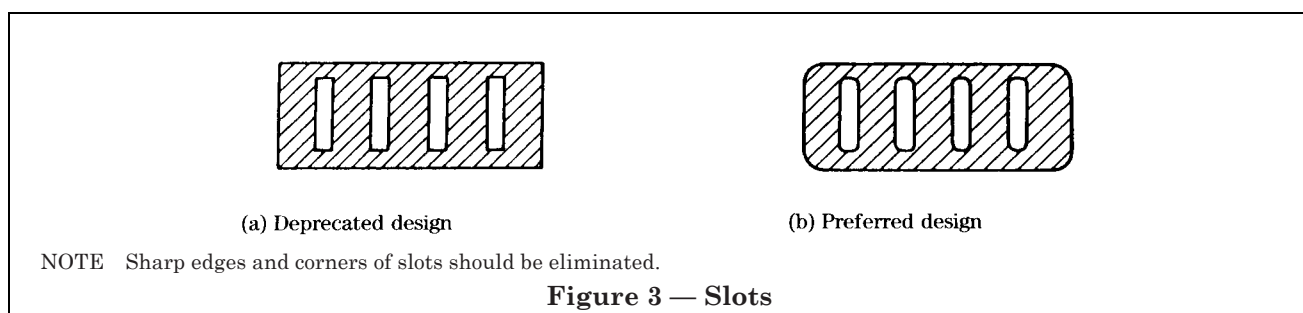 (a) Deprecated design
(b) Preferred design
NOTE Sharp edges and corners of slots should be eliminated.
Figure 3 — Slots